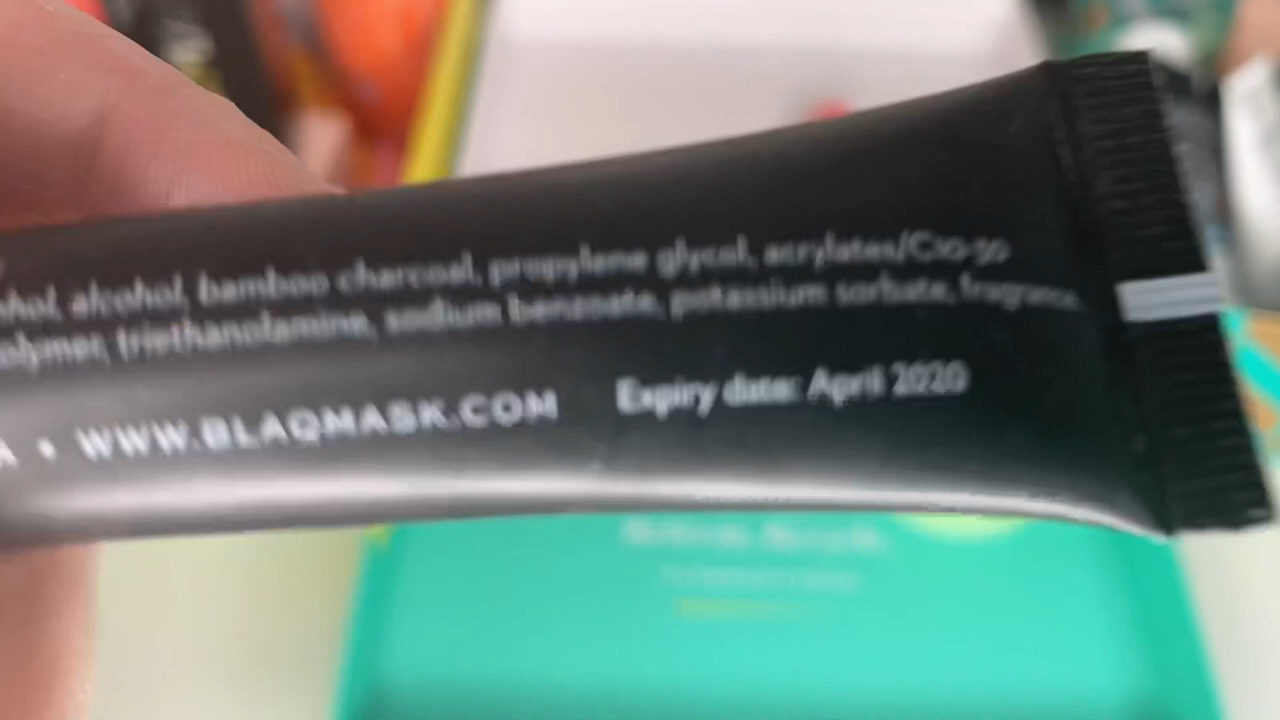 alcohol, bamboo charcoal, propylene glycol, acrylates/C10-30
triethanolamine, sodium benzoate, potassium sorbate, fragrance
A • WWW.BLAQMASK.COM Expiry date: April 2020